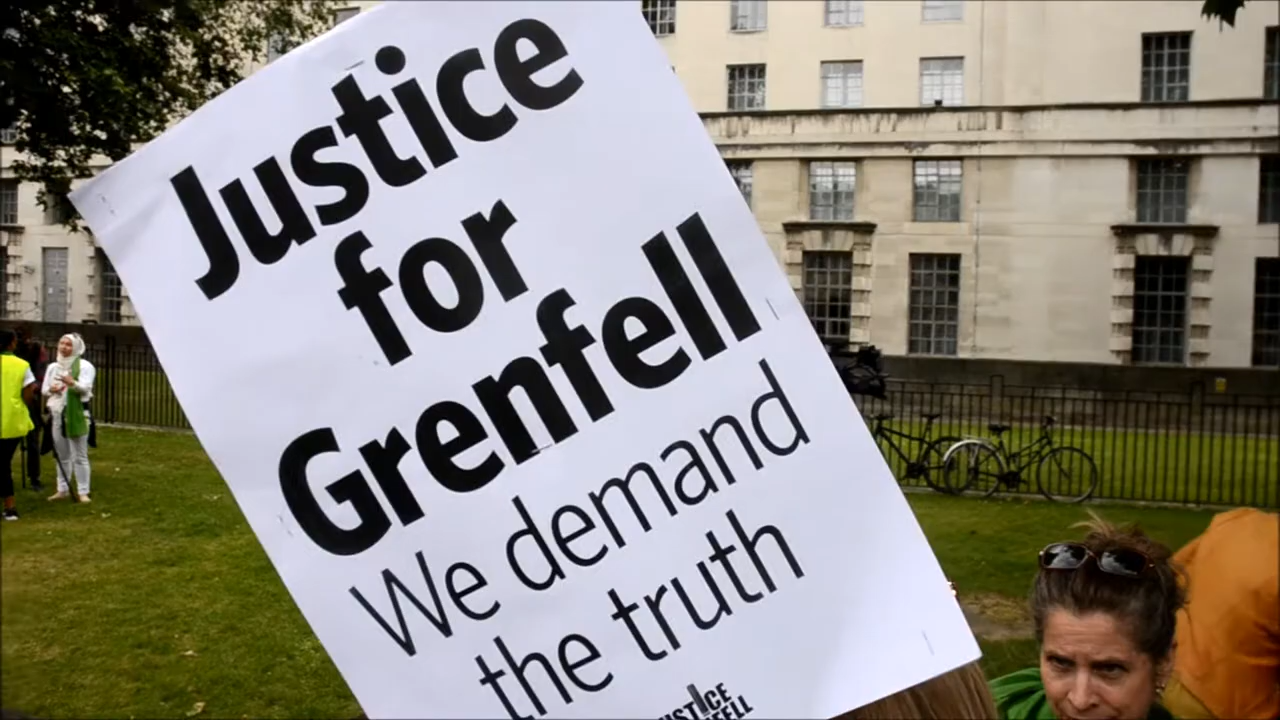 Justice
for
Grenfell
We demand
the truth